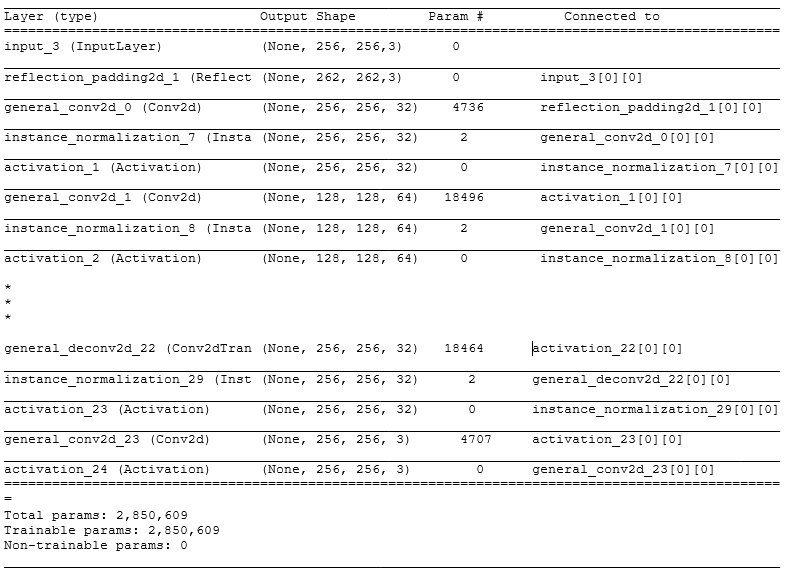 Layer (type) Output Shape Param # Connected to
================================================================================
input_3 (InputLayer) (None, 256, 256,3) 0
reflection_padding2d_1 (Reflect (None, 262, 262,3) 0 input_3[0][0]
general_conv2d_0 (Conv2d) (None, 256, 256, 32) 4736 reflection_padding2d_1[0][0]
instance_normalization_7 (Insta (None, 256, 256, 32) 2 general_conv2d_0[0][0]
activation_1 (Activation) (None, 256, 256, 32) 0 instance_normalization_7[0][0]
general_conv2d_1 (Conv2d) (None, 128, 128, 64) 18496 activation_1[0][0]
instance_normalization_8 (Insta (None, 128, 128, 64) 2 general_conv2d_1[0][0]
activation_2 (Activation) (None, 128, 128, 64) 0 instance_normalization_8[0][0]
*
*
*
general_deconv2d_22 (Conv2dTran (None, 256, 256, 32) 18464 activation_22[0][0]
instance_normalization_29 (Inst (None, 256, 256, 32) 2 general_deconv2d_22[0][0]
activation_23 (Activation) (None, 256, 256, 32) 0 instance_normalization_29[0][0]
general_conv2d_23 (Conv2d) (None, 256, 256, 3) 4707 activation_23[0][0]
activation_24 (Activation) (None, 256, 256, 3) 0 general_conv2d_23[0][0]
================================================================================
=
Total params: 2,850,609
Trainable params: 2,850,609
Non-trainable params: 0